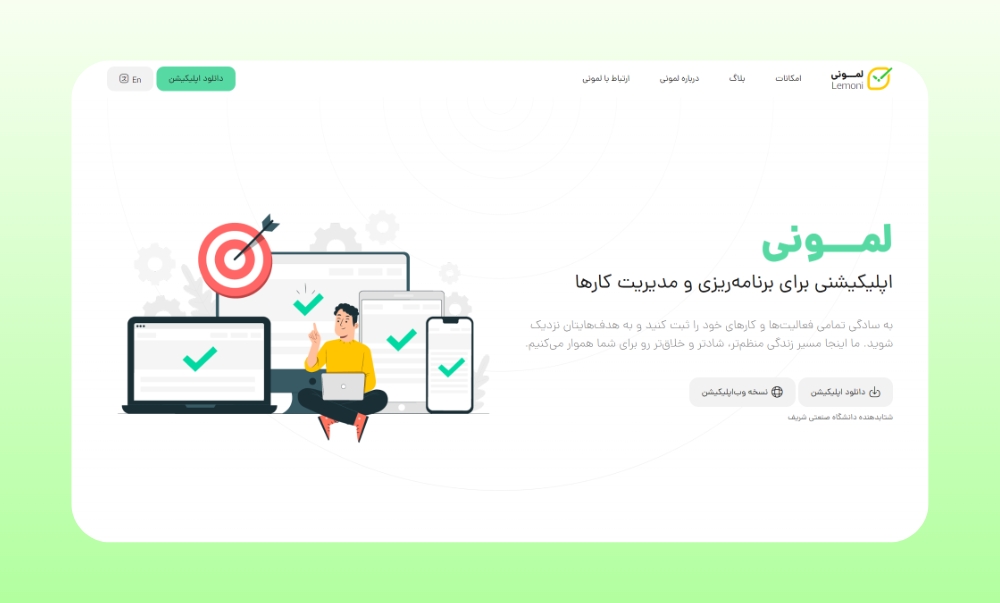 لمـونی
Lemoni
امکانات
بلاگ
درباره لمونی
ارتباط با لمونی
دانلود اپلیکیشن
En
لمـــونی
اپلیکیشنی برای برنامه‌ریزی و مدیریت کارها
به سادگی تمامی فعالیت‌ها و کارهای خود را ثبت کنید و به هدف‌هایتان نزدیک
شوید. ما اینجا مسیر زندگی منظم‌تر، شادتر و خلاق‌تر رو برای شما هموار می‌کنیم.
دانلود اپلیکیشن
نسخه وب‌اپلیکیشن
شتابدهنده دانشگاه صنعتی شریف